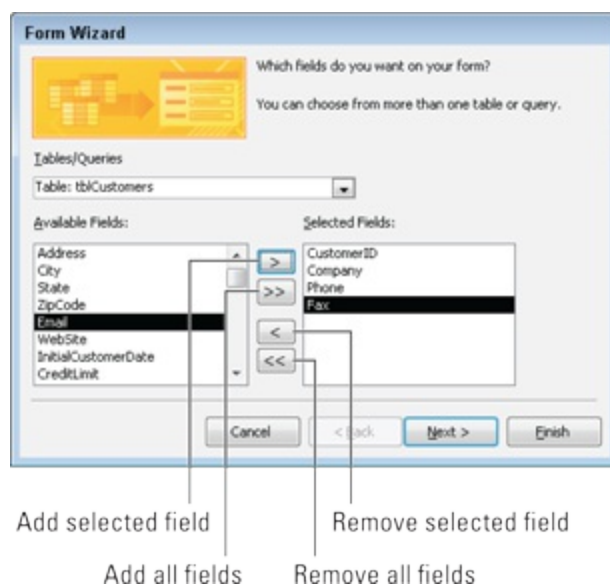 Form Wizard
Which fields do you want on your form?
You can choose from more than one table or query.
Tables/Queries
Table: tblCustomers
Available Fields:
Selected Fields:
Address
City
State
ZipCode
Email
WebSite
InitialCustomerDate
CreditLimit
>
>>
<
<<
CustomerID
Company
Phone
Fax
Cancel
< Back
Next >
Finish
Add selected field
Remove selected field
Add all fields
Remove all fields